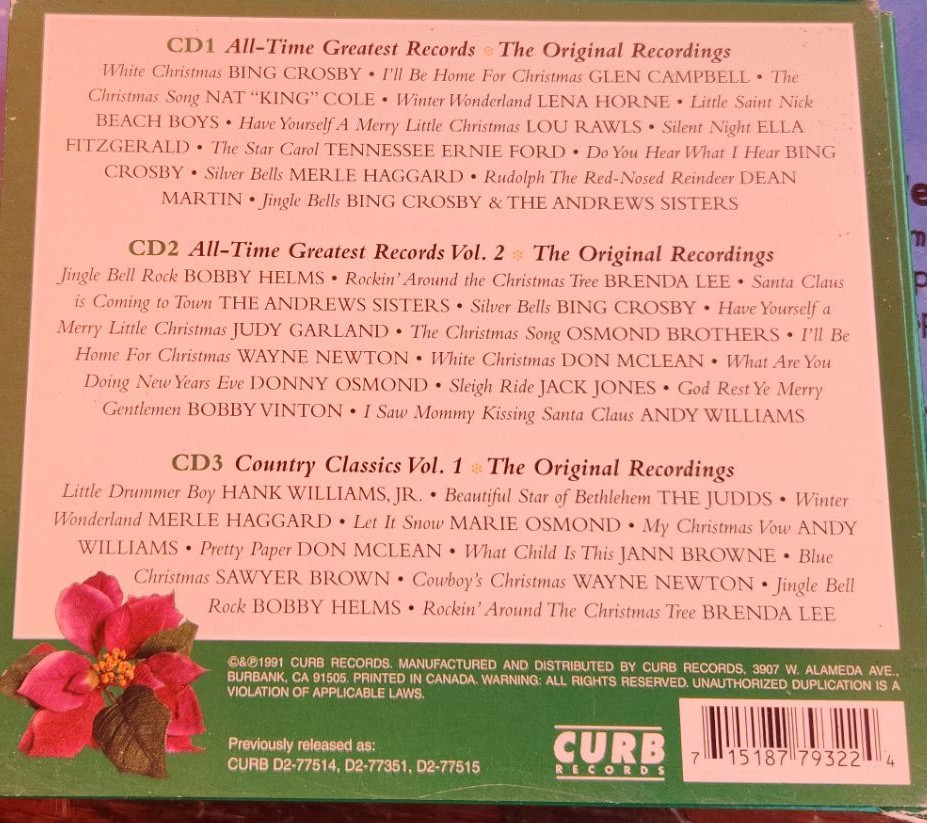 CD1 All-Time Greatest Records The Original Recordings
White Christmas BING CROSBY • I'll Be Home For Christmas GLEN CAMPBELL • The
Christmas Song NAT "KING" COLE • Winter Wonderland LENA HORNE • Little Saint Nick
BEACH BOYS • Have Yourself A Merry Little Christmas LOU RAWLS • Silent Night ELLA
FITZGERALD • The Star Carol TENNESSEE ERNIE FORD • Do You Hear What I Hear BING
CROSBY • Silver Bells MERLE HAGGARD • Rudolph The Red-Nosed Reindeer DEAN
MARTIN • Jingle Bells BING CROSBY & THE ANDREWS SISTERS
CD2 All-Time Greatest Records Vol. 2 The Original Recordings
Jingle Bell Rock BOBBY HELMS • Rockin' Around the Christmas Tree BRENDA LEE • Santa Claus
is Coming to Town THE ANDREWS SISTERS • Silver Bells BING CROSBY • Have Yourself a
Merry Little Christmas JUDY GARLAND • The Christmas Song OSMOND BROTHERS • I'll Be
Home For Christmas WAYNE NEWTON • White Christmas DON MCLEAN • What Are You
Doing New Years Eve DONNY OSMOND • Sleigh Ride JACK JONES • God Rest Ye Merry
Gentlemen BOBBY VINTON • I Saw Mommy Kissing Santa Claus ANDY WILLIAMS
CD3 Country Classics Vol. 1 The Original Recordings
Little Drummer Boy HANK WILLIAMS, JR. • Beautiful Star of Bethlehem THE JUDDS • Winter
Wonderland MERLE HAGGARD • Let It Snow MARIE OSMOND • My Christmas Vow ANDY
WILLIAMS • Pretty Paper DON MCLEAN • What Child Is This JANN BROWNE • Blue
Christmas SAWYER BROWN • Cowboy's Christmas WAYNE NEWTON • Jingle Bell
Rock BOBBY HELMS • Rockin' Around The Christmas Tree BRENDA LEE
©&℗1991 CURB RECORDS. MANUFACTURED AND DISTRIBUTED BY CURB RECORDS, 3907 W. ALAMEDA AVE.,
BURBANK, CA 91505. PRINTED IN CANADA. WARNING: ALL RIGHTS RESERVED. UNAUTHORIZED DUPLICATION IS A
VIOLATION OF APPLICABLE LAWS.
Previously released as:
CURB D2-77514, D2-77351, D2-77515
CURB
RECORDS
7 15187 79322 4